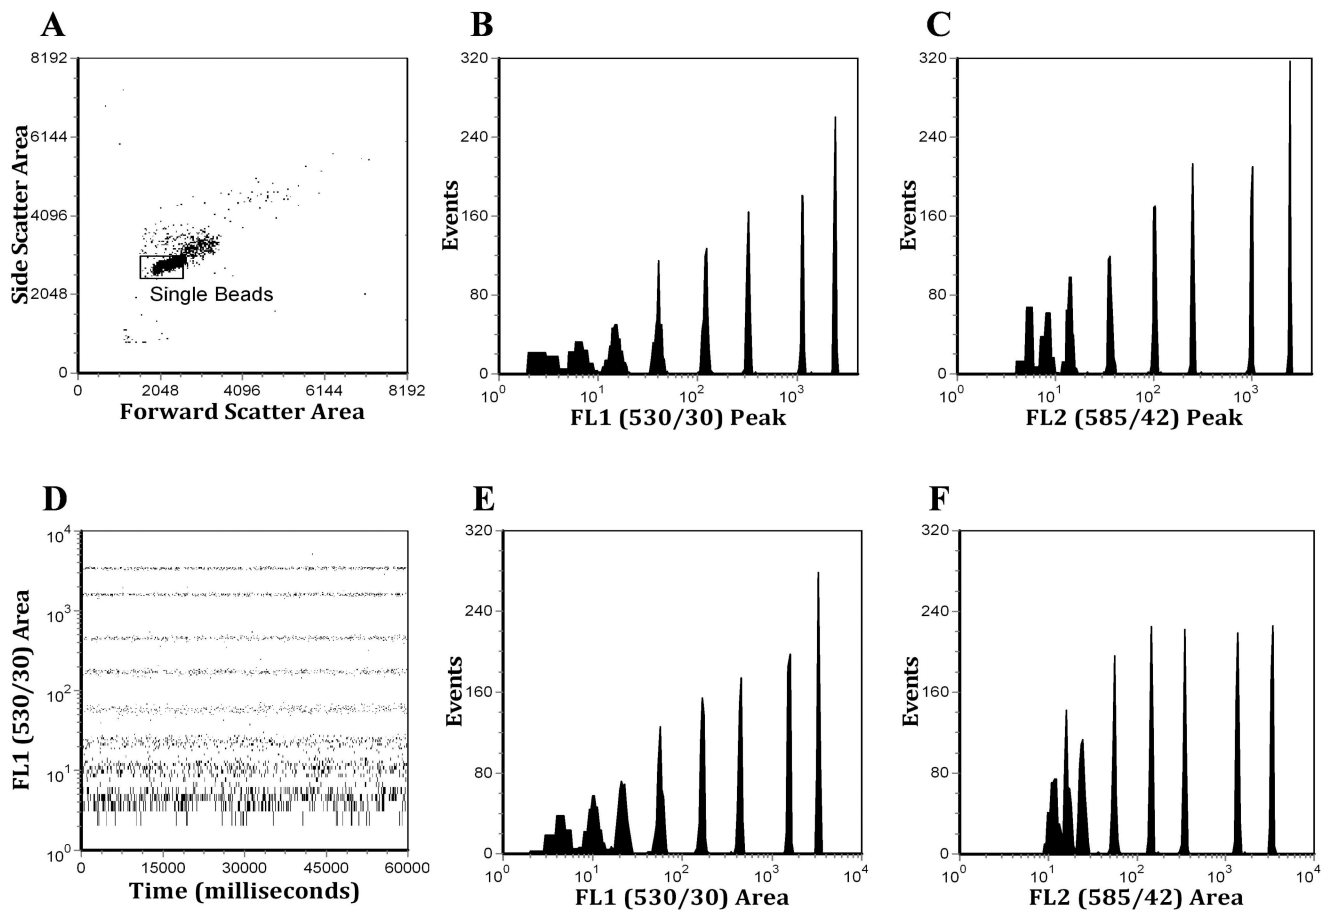 A
8192
6144
4096
2048
0
Side Scatter Area
Single Beads
0 2048 4096 6144 8192
Forward Scatter Area
B
320
240
160
80
0
Events
10^0 10^1 10^2 10^3
FL1 (530/30) Peak
C
320
240
160
80
0
Events
10^0 10^1 10^2 10^3
FL2 (585/42) Peak
D
10^4
10^3
10^2
10^1
10^0
FL1 (530/30) Area
0 15000 30000 45000 60000
Time (milliseconds)
E
320
240
160
80
0
Events
10^0 10^1 10^2 10^3 10^4
FL1 (530/30) Area
F
320
240
160
80
0
Events
10^0 10^1 10^2 10^3 10^4
FL2 (585/42) Area